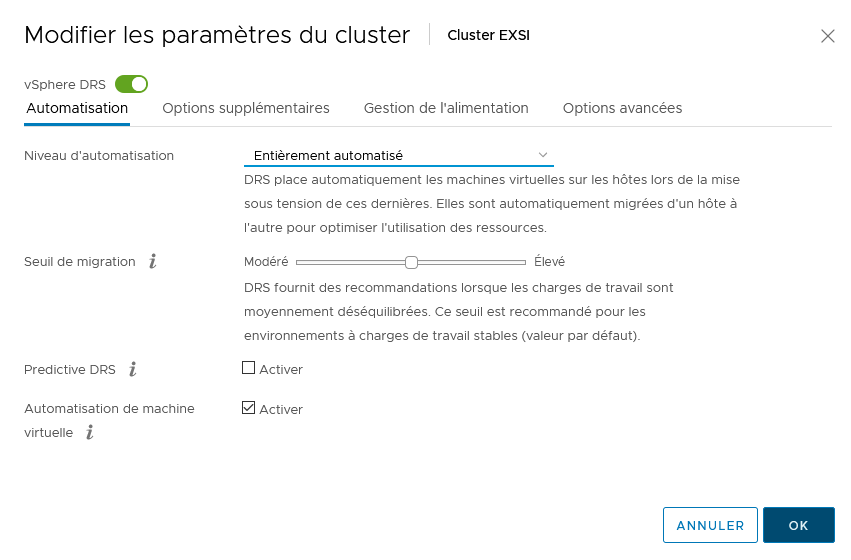 Modifier les paramètres du cluster
Cluster EXSI
vSphere DRS
Automatisation
Options supplémentaires
Gestion de l'alimentation
Options avancées
Niveau d'automatisation
Entièrement automatisé
DRS place automatiquement les machines virtuelles sur les hôtes lors de la mise
sous tension de ces dernières. Elles sont automatiquement migrées d'un hôte à
l'autre pour optimiser l'utilisation des ressources.
Seuil de migration
Modéré
Élevé
DRS fournit des recommandations lorsque les charges de travail sont
moyennement déséquilibrées. Ce seuil est recommandé pour les
environnements à charges de travail stables (valeur par défaut).
Predictive DRS
Activer
Automatisation de machine
virtuelle
Activer
ANNULER
OK